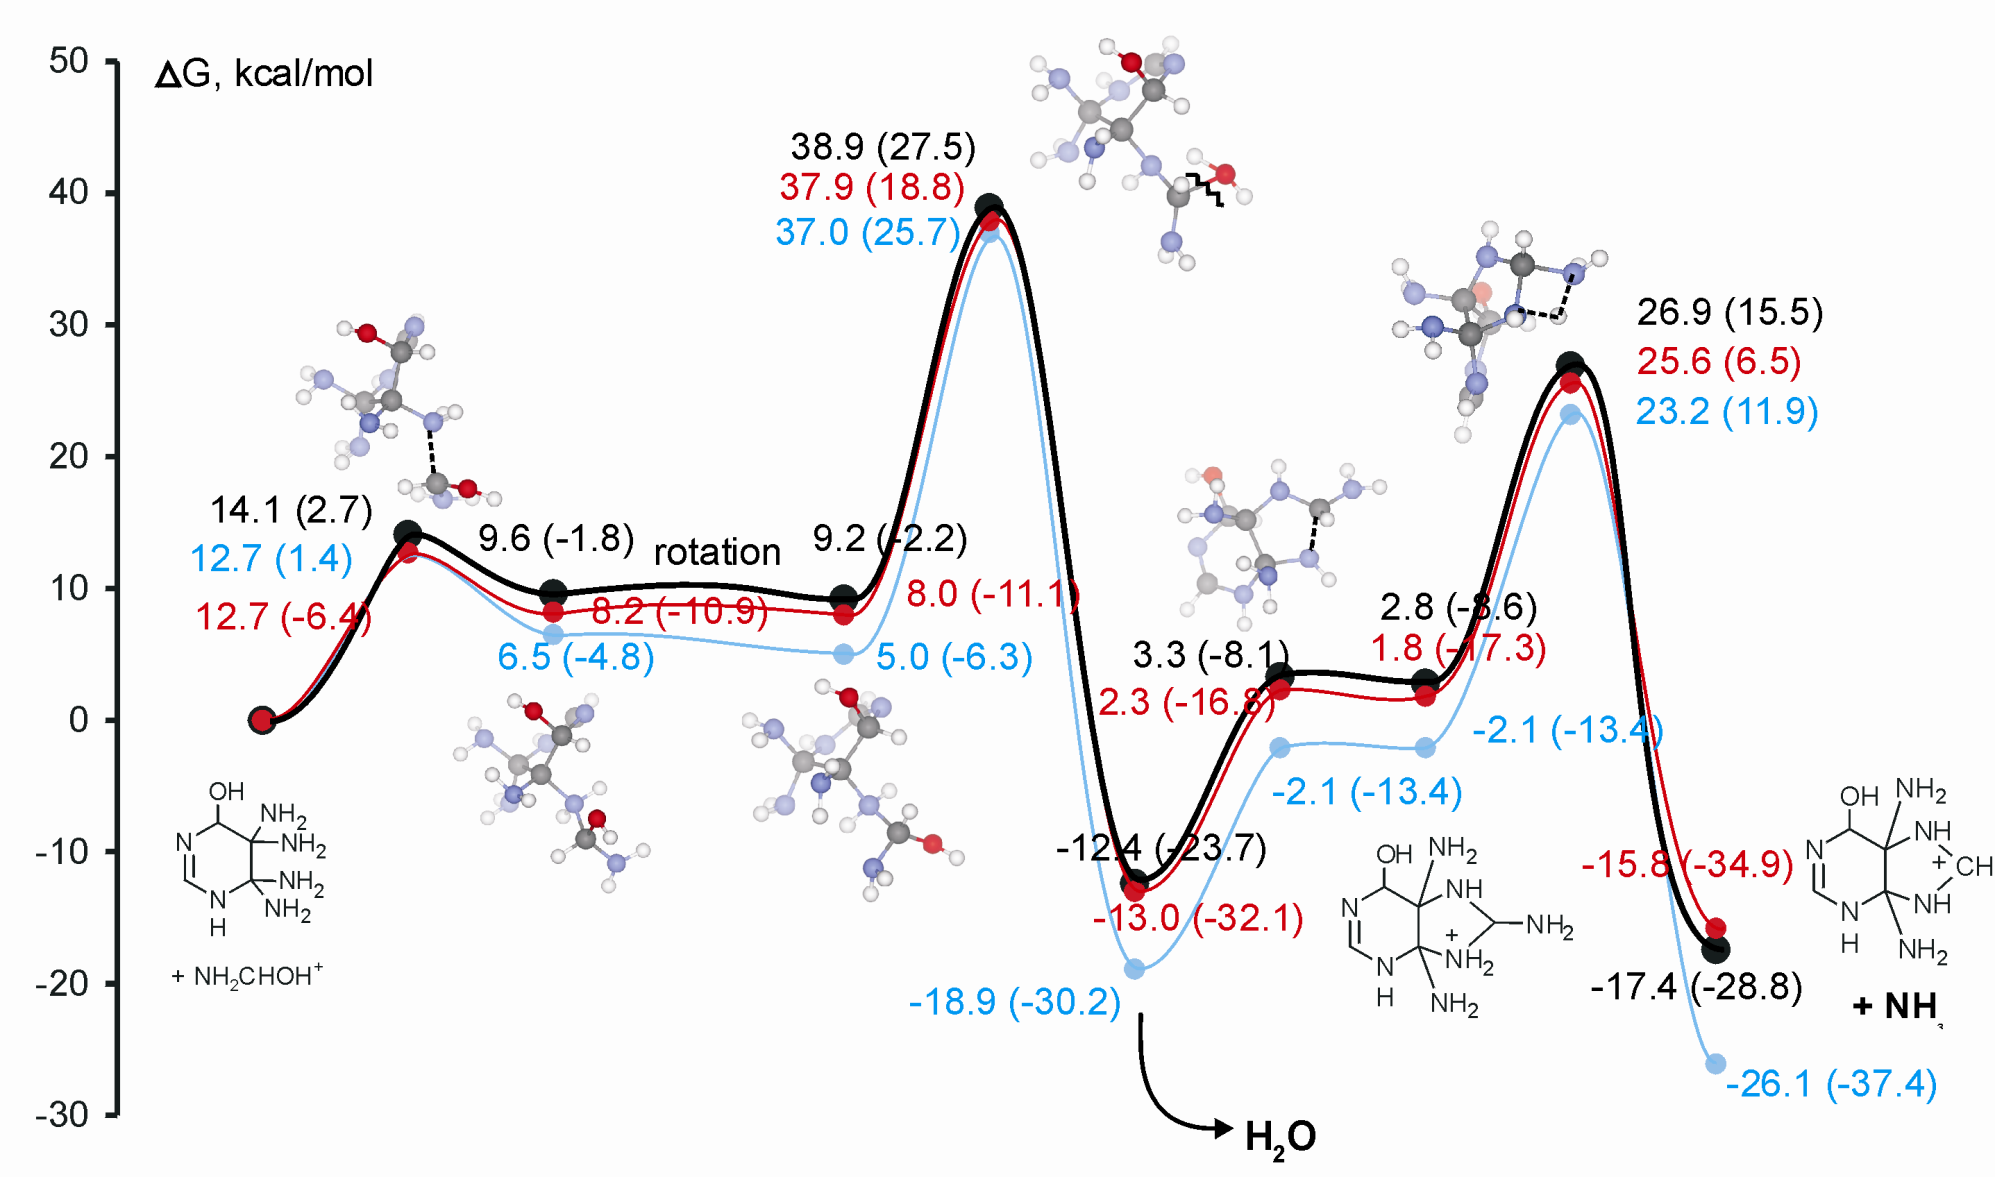 50
ΔG, kcal/mol
40
30
20
10
0
-10
-20
-30
14.1 (2.7)
12.7 (1.4)
12.7 (-6.4)
9.6 (-1.8)
rotation
8.2 (-10.9)
6.5 (-4.8)
9.2 (-2.2)
8.0 (-11.1)
5.0 (-6.3)
38.9 (27.5)
37.9 (18.8)
37.0 (25.7)
-12.4 (-23.7)
-13.0 (-32.1)
-18.9 (-30.2)
H₂O
3.3 (-8.1)
2.3 (-16.8)
-2.1 (-13.4)
2.8 (-8.6)
1.8 (-17.3)
-2.1 (-13.4)
26.9 (15.5)
25.6 (6.5)
23.2 (11.9)
-15.8 (-34.9)
-17.4 (-28.8)
-26.1 (-37.4)
OH
NH₂
N
NH₂
NH₂
N
NH₂
H
+ NH₂CHOH⁺
OH
NH₂
N
NH
NH₂
+
N
NH₂
H
NH₂
OH
NH₂
N
NH
+
CH
N
NH
H
NH₂
+ NH₃